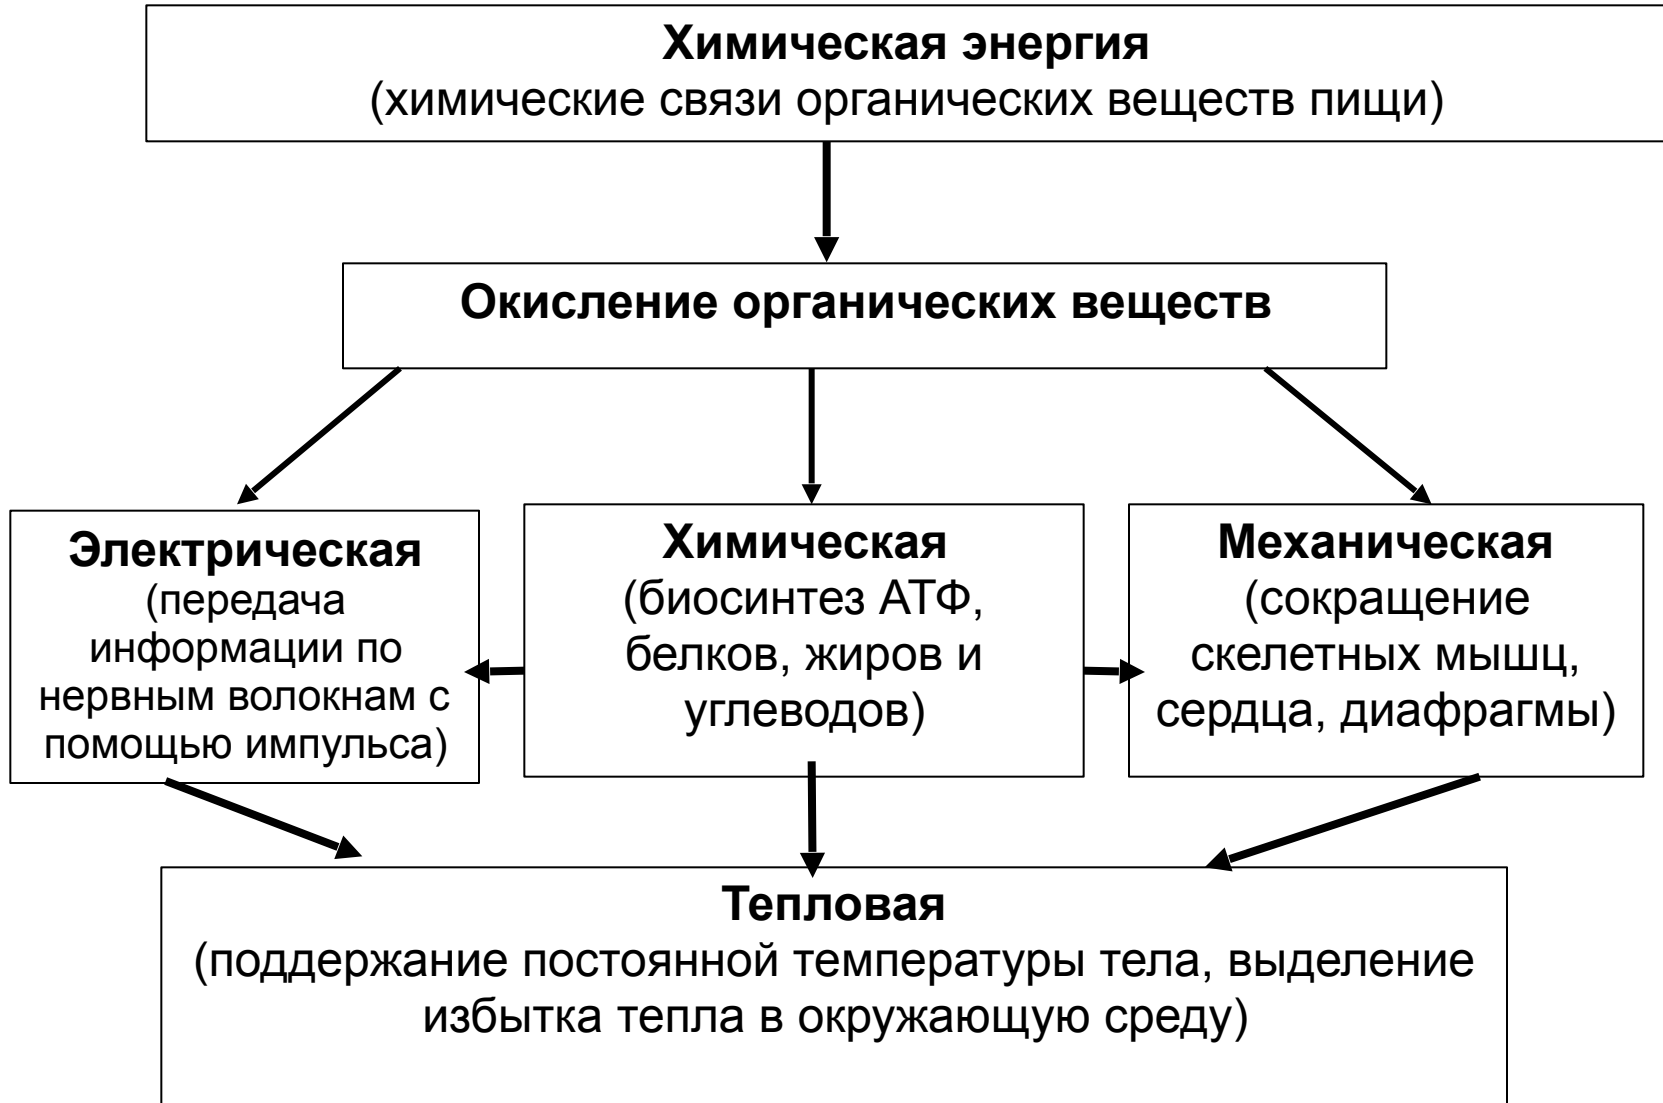 Химическая энергия
(химические связи органических веществ пищи)
Окисление органических веществ
Электрическая
(передача
информации по
нервным волокнам с
помощью импульса)
Химическая
(биосинтез АТФ,
белков, жиров и
углеводов)
Механическая
(сокращение
скелетных мышц,
сердца, диафрагмы)
Тепловая
(поддержание постоянной температуры тела, выделение
избытка тепла в окружающую среду)